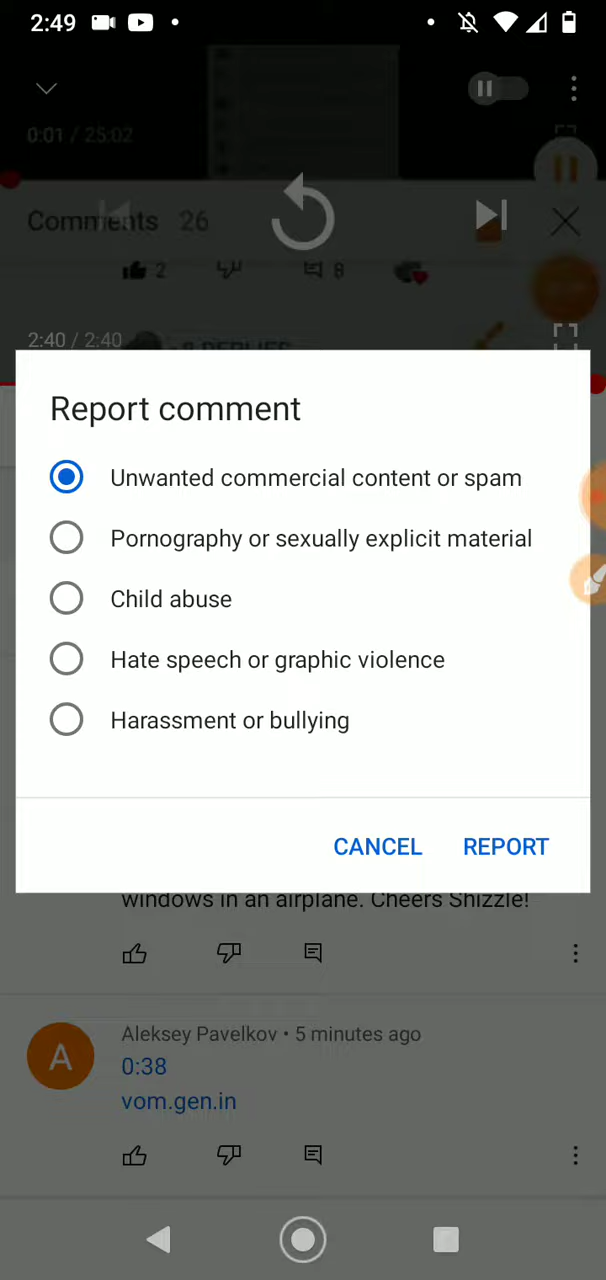 2:49
0:01 / 25:02
Comments 26
2 8
2:40 / 2:40
8 REPLIES
Report comment
Unwanted commercial content or spam
Pornography or sexually explicit material
Child abuse
Hate speech or graphic violence
Harassment or bullying
CANCEL REPORT
windows in an airplane. Cheers Shizzle!
Aleksey Pavelkov • 5 minutes ago
A
0:38
vom.gen.in